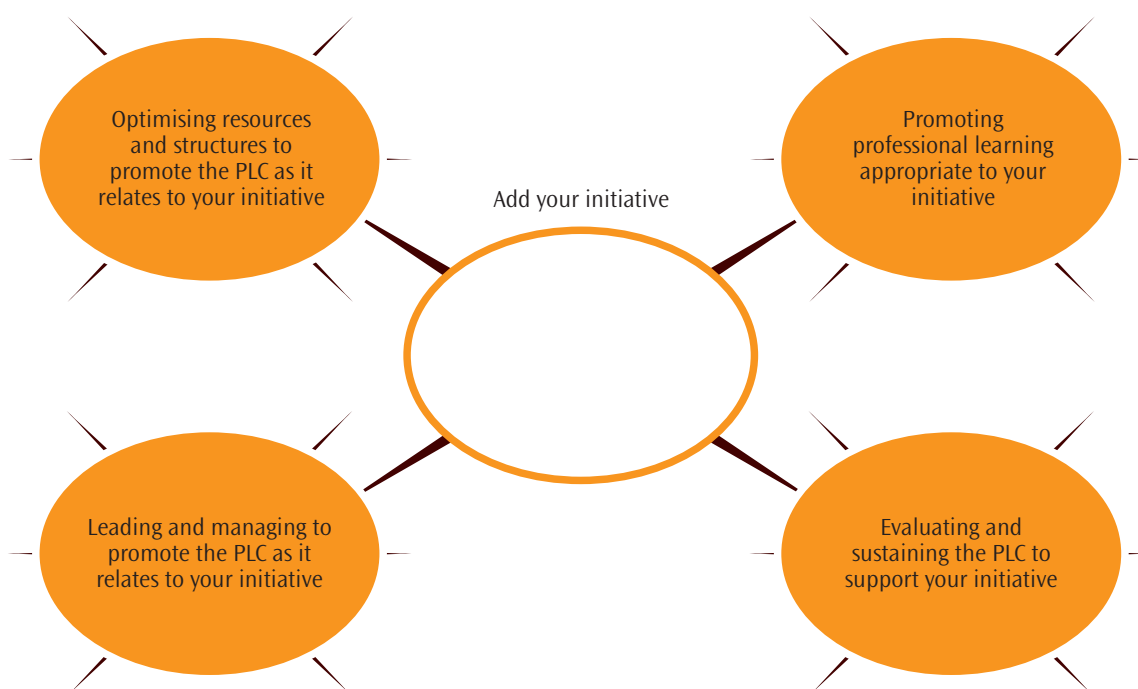 Optimising resources
and structures to
promote the PLC as it
relates to your initiative
Promoting
professional learning
appropriate to your
initiative
Add your initiative
Leading and managing to
promote the PLC as it
relates to your initiative
Evaluating and
sustaining the PLC to
support your initiative